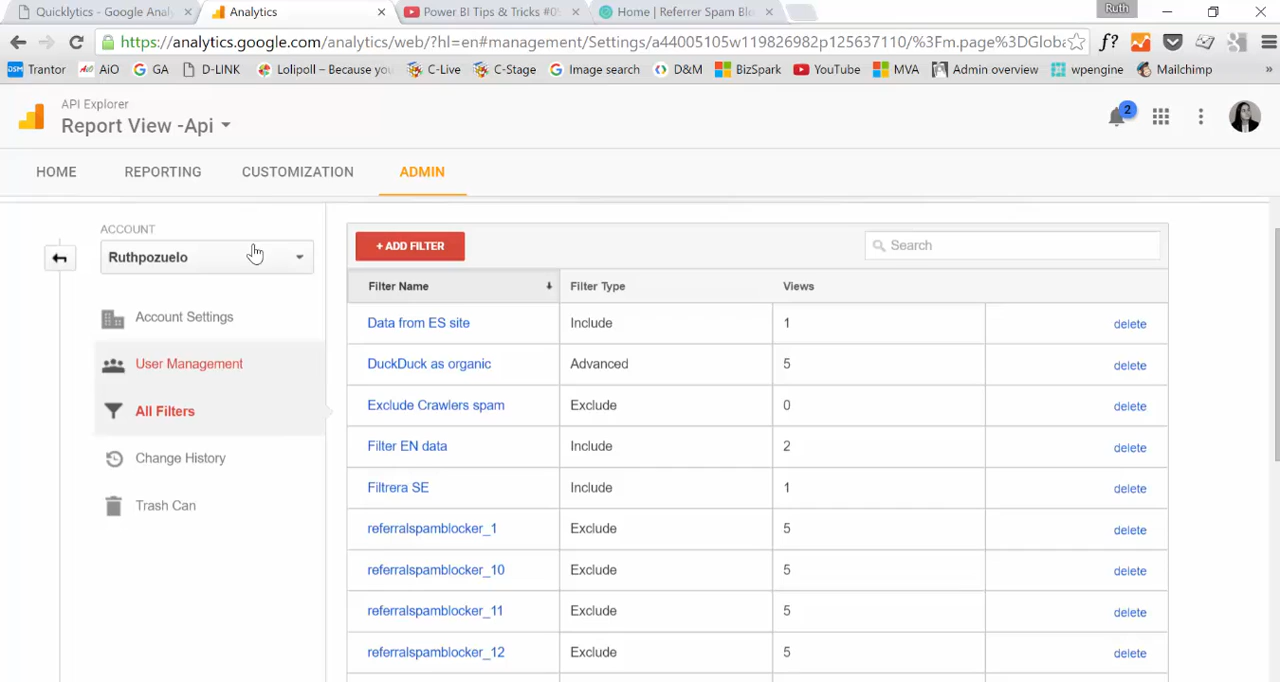 Quicklytics - Google Anal
Analytics
Power BI Tips & Tricks #05
Home | Referrer Spam Blo
Ruth
https://analytics.google.com/analytics/web/?hl=en#management/Settings/a44005105w119826982p125637110/%3Fm.page%3DGloba
f?
DSM Trantor
AiO
GA
D-LINK
Lolipoll – Because you
C-Live
C-Stage
Image search
D&M
BizSpark
YouTube
MVA
Admin overview
wpengine
Mailchimp
»
API Explorer
Report View -Api
2
HOME
REPORTING
CUSTOMIZATION
ADMIN
ACCOUNT
Ruthpozuelo
Account Settings
User Management
All Filters
Change History
Trash Can
+ ADD FILTER
Search
Filter Name Filter Type Views
Data from ES site Include 1 delete
DuckDuck as organic Advanced 5 delete
Exclude Crawlers spam Exclude 0 delete
Filter EN data Include 2 delete
Filtrera SE Include 1 delete
referralspamblocker_1 Exclude 5 delete
referralspamblocker_10 Exclude 5 delete
referralspamblocker_11 Exclude 5 delete
referralspamblocker_12 Exclude 5 delete